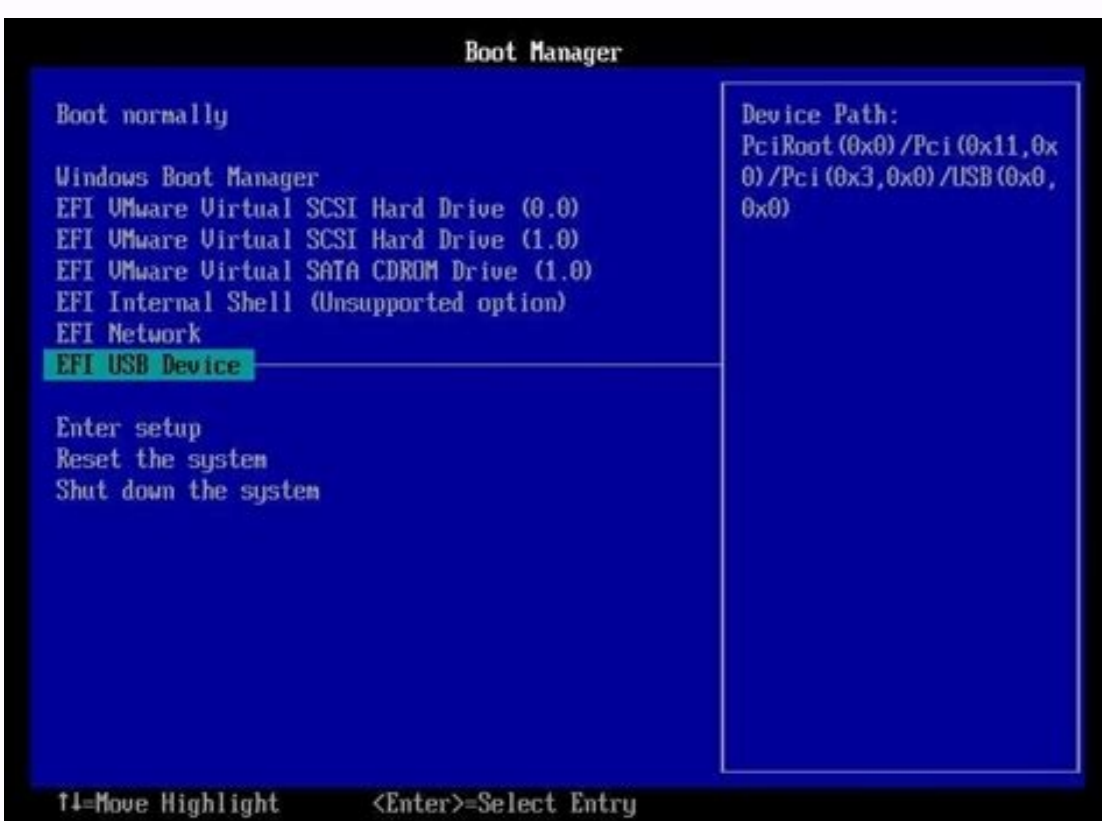 Boot Manager
Boot normally
Windows Boot Manager
EFI VMware Virtual SCSI Hard Drive (0.0)
EFI VMware Virtual SCSI Hard Drive (1.0)
EFI VMware Virtual SATA CDROM Drive (1.0)
EFI Internal Shell (Unsupported option)
EFI Network
EFI USB Device
Enter setup
Reset the system
Shut down the system
Device Path:
PciRoot(0x0)/Pci(0x11,0x
0)/Pci(0x3,0x0)/USB(0x0,
0x0)
↑↓=Move Highlight <Enter>=Select Entry